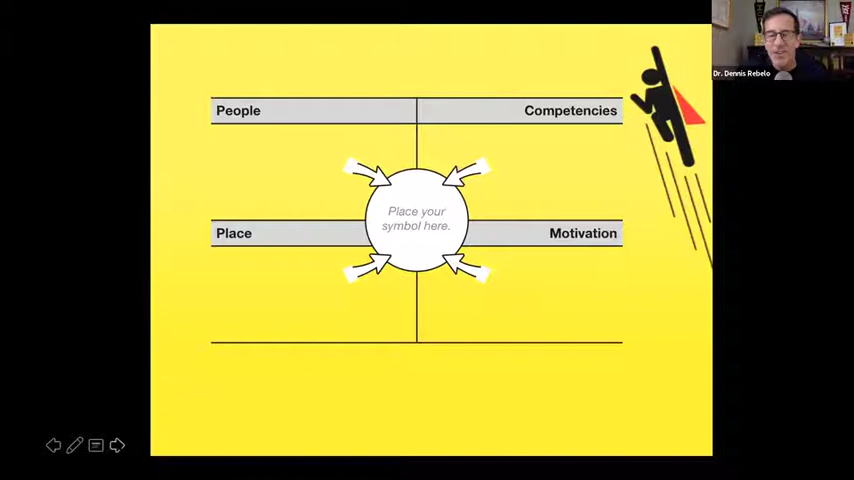 Dr. Dennis Rebelo
People
Competencies
Place your
symbol here.
Place
Motivation